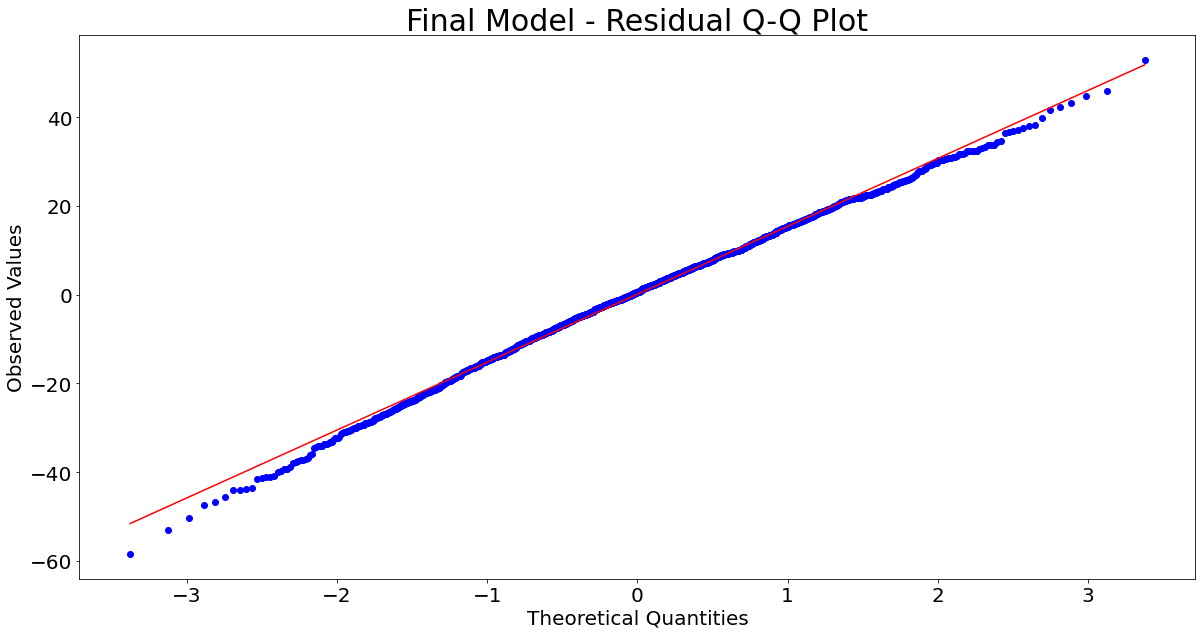 Final Model - Residual Q-Q Plot
Observed Values
40
20
0
−20
−40
−60
−3 −2 −1 0 1 2 3
Theoretical Quantities